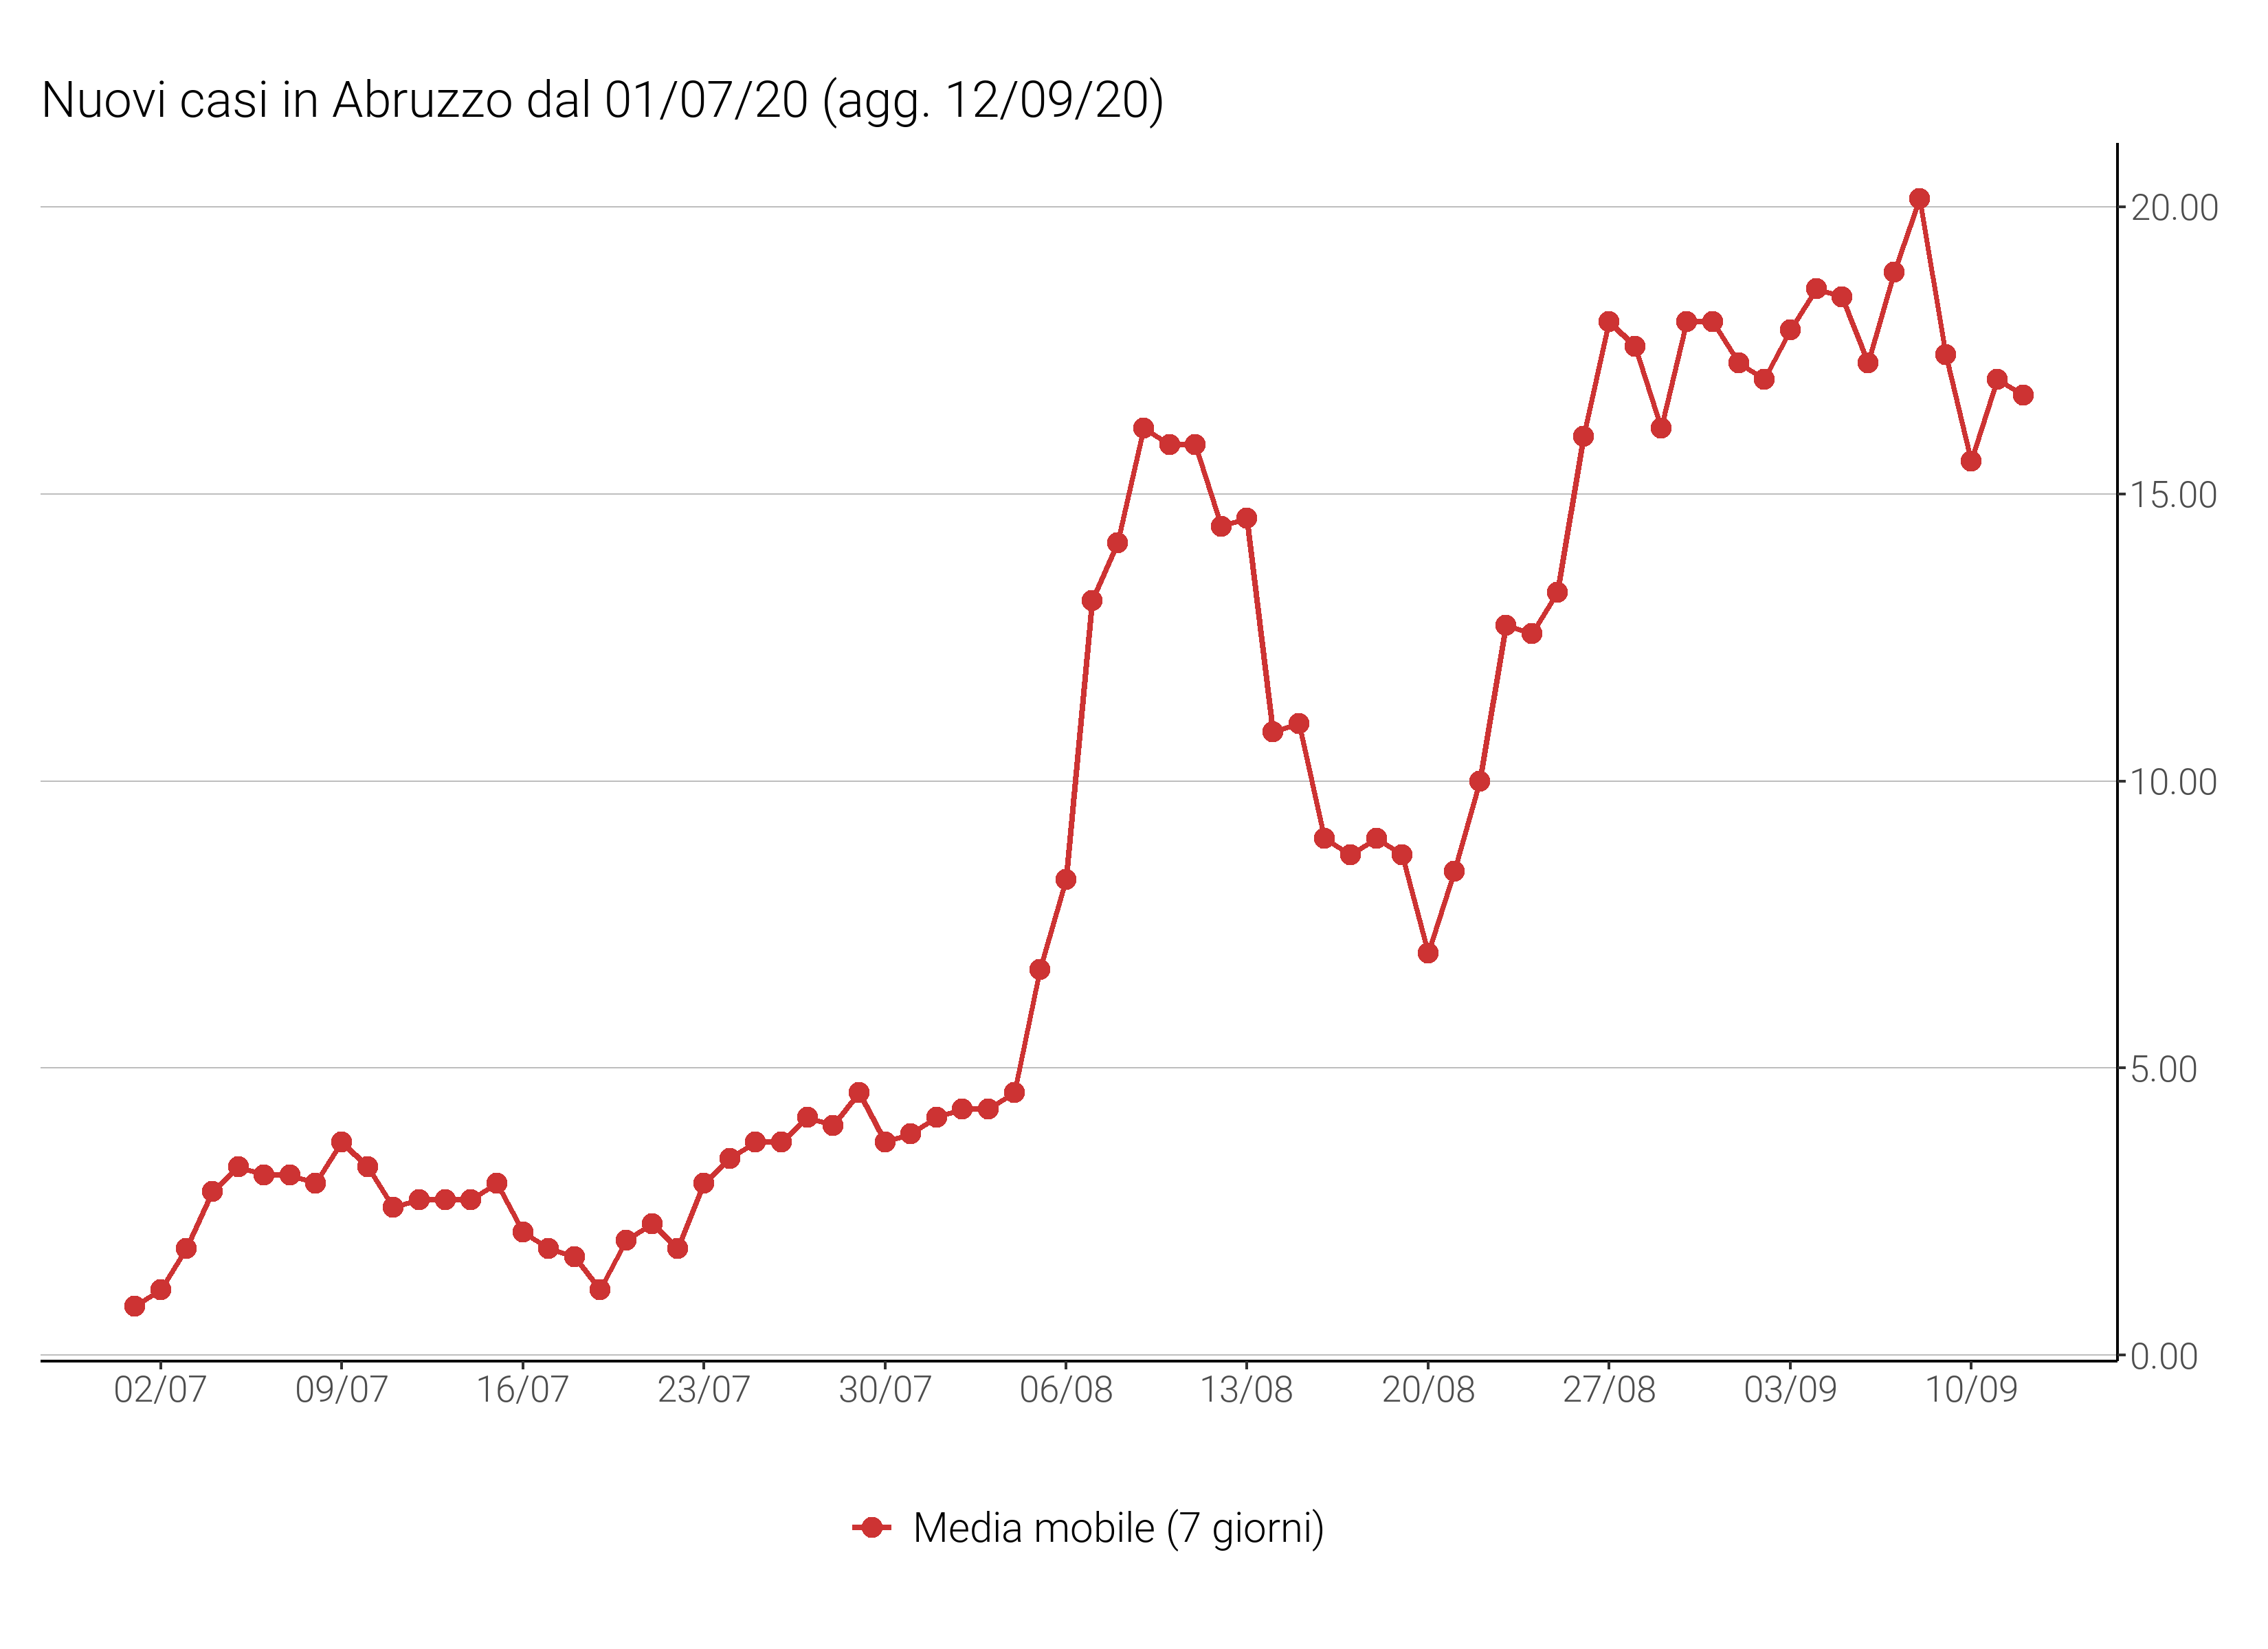 Nuovi casi in Abruzzo dal 01/07/20 (agg. 12/09/20)
20.00
15.00
10.00
5.00
0.00
02/07 09/07 16/07 23/07 30/07 06/08 13/08 20/08 27/08 03/09 10/09
Media mobile (7 giorni)